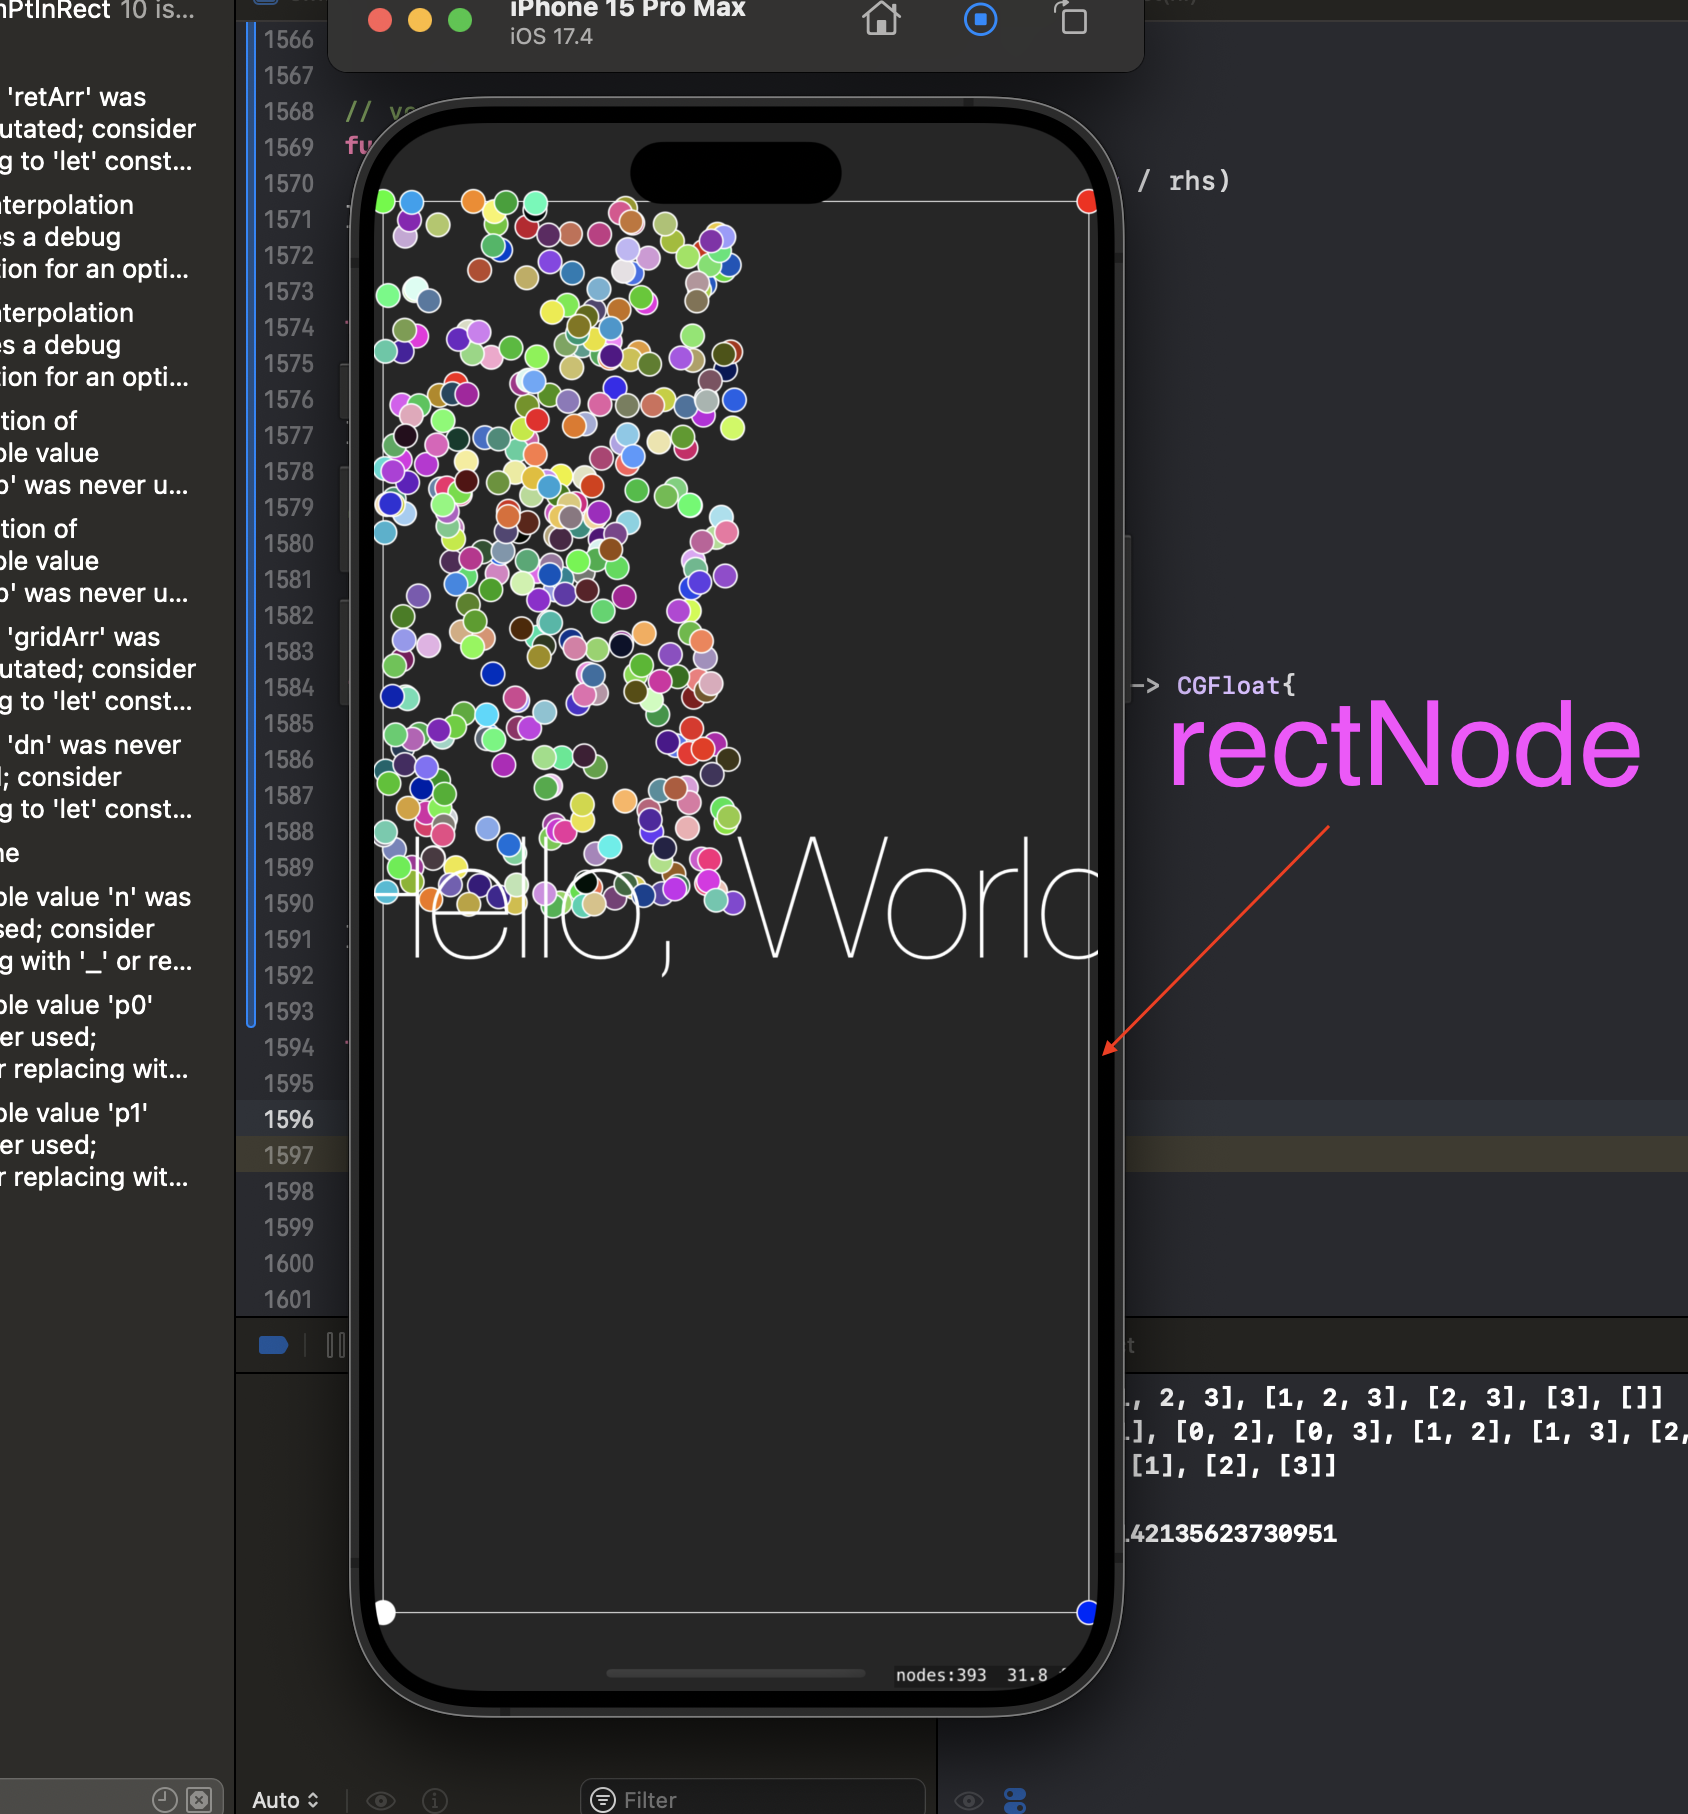 nPtInRect 10 is...
'retArr' was
utated; consider
g to 'let' const...
nterpolation
es a debug
tion for an opti...
nterpolation
es a debug
tion for an opti...
tion of
ble value
o' was never u...
tion of
ble value
o' was never u...
'gridArr' was
utated; consider
g to 'let' const...
'dn' was never
l; consider
g to 'let' const...
ne
ble value 'n' was
sed; consider
g with '_' or re...
ble value 'p0'
er used;
r replacing wit...
ble value 'p1'
er used;
r replacing wit...
iPhone 15 Pro Max
iOS 17.4
1566
1567
1568 //
1569 fu
1570 / rhs)
1571
1572
1573
1574
1575
1576
1577
1578
1579
1580
1581
1582
1583
1584 -> CGFloat{
1585
1586
1587
1588
1589
1590
1591
1592
1593
1594
1595
1596
1597
1598
1599
1600
1601
rectNode
Hello, World
nodes:393 31.8
, 2, 3], [1, 2, 3], [2, 3], [3], []]
], [0, 2], [0, 3], [1, 2], [1, 3], [2,
[1], [2], [3]]
.42135623730951
Auto
Filter